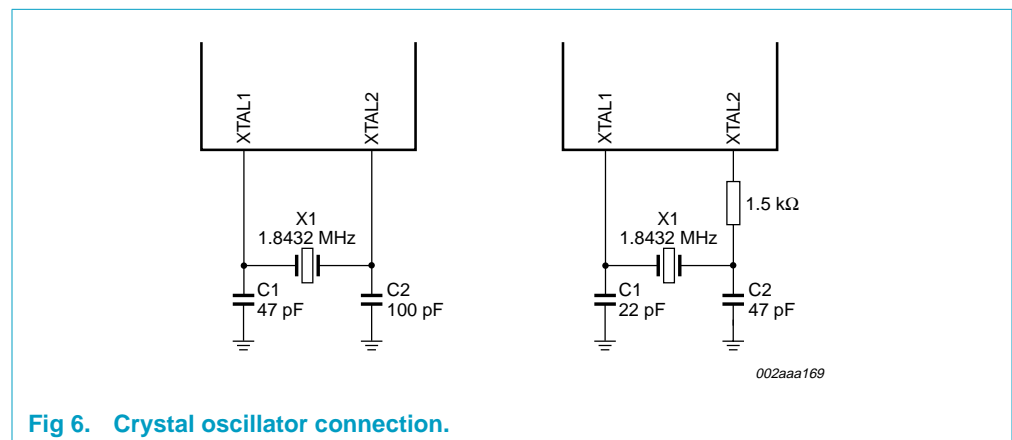 XTAL1
XTAL2
X1
1.8432 MHz
C1
47 pF
C2
100 pF
XTAL1
XTAL2
1.5 kΩ
X1
1.8432 MHz
C1
22 pF
C2
47 pF
002aaa169
Fig 6. Crystal oscillator connection.